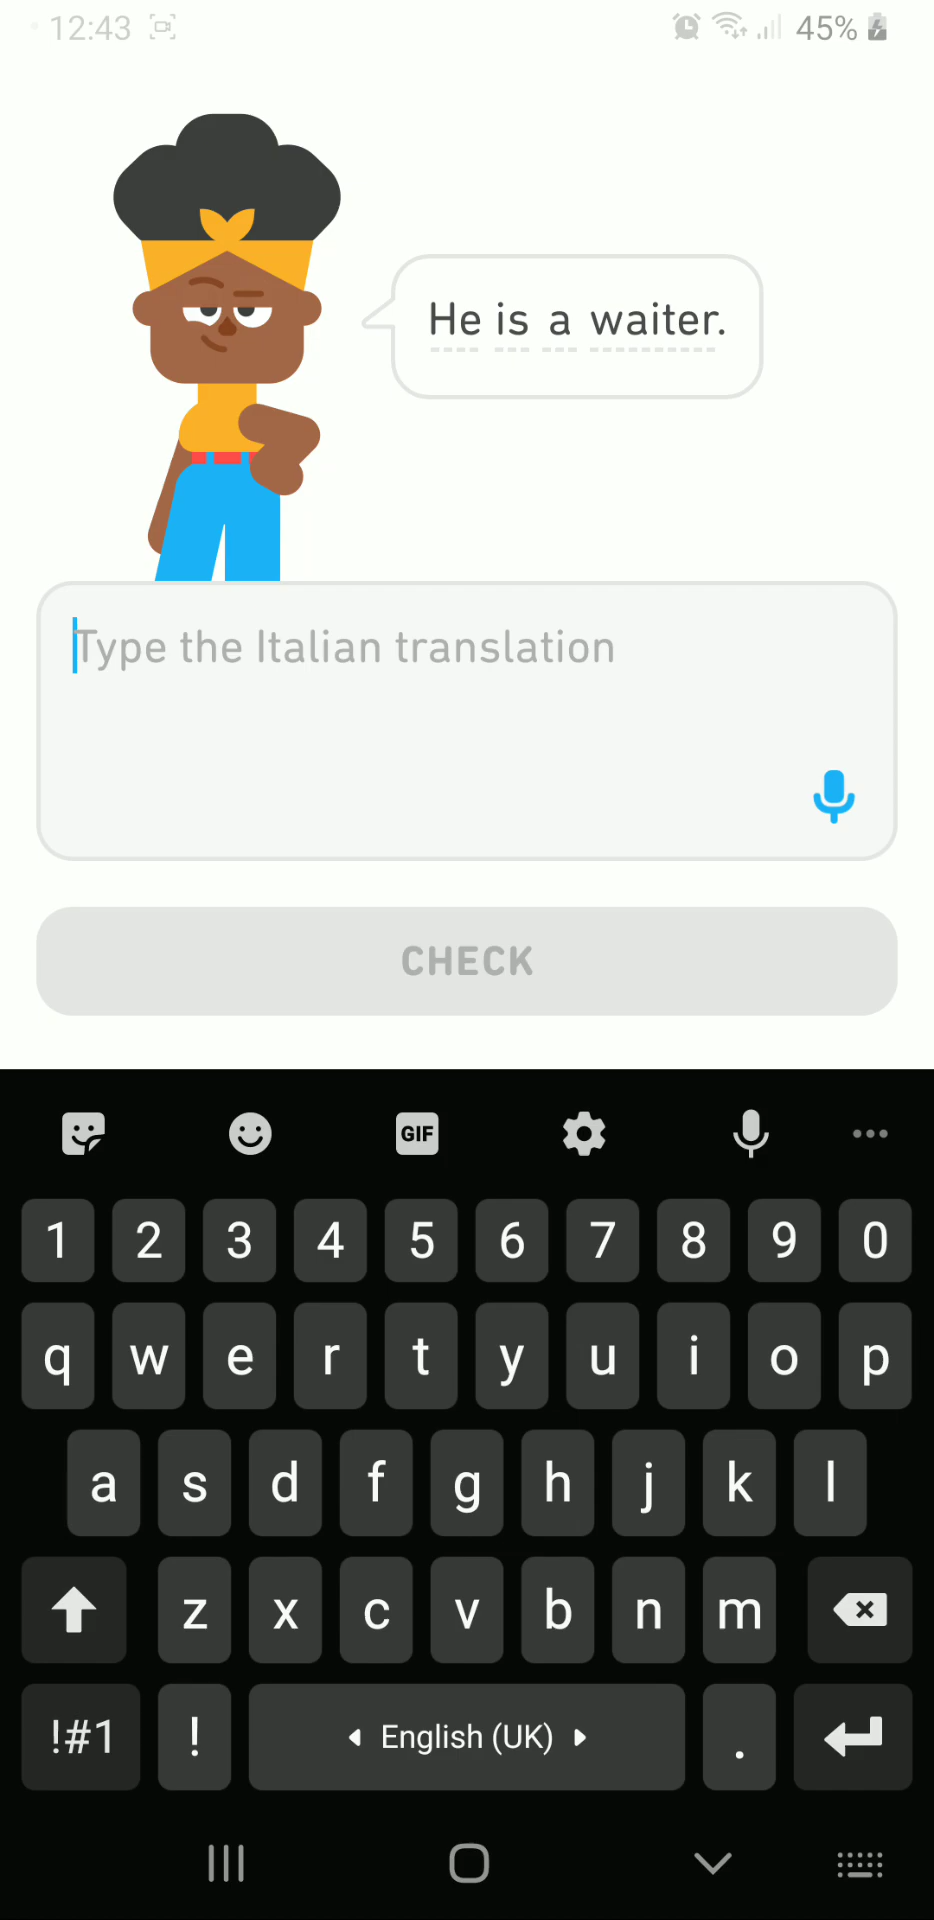 12:43 45%
He is a waiter.
Type the Italian translation
CHECK
GIF
1 2 3 4 5 6 7 8 9 0
q w e r t y u i o p
a s d f g h j k l
z x c v b n m
!#1 ! English (UK) .